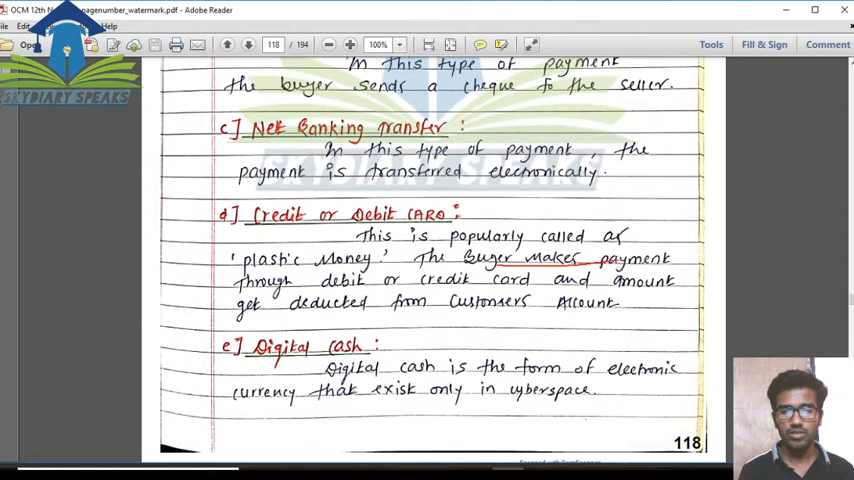 OCM 12th No pagenumber_watermark.pdf - Adobe Reader
File Edit Help
Open 118 / 194 100% Tools Fill & Sign Comment
SKYDIARY SPEAKS
In this type of payment
the buyer sends a cheque to the seller.
c] Net Banking Transfer :
In this type of payment, the
payment is transferred electronically.
d] Credit or Debit CARD :
This is popularly called as
'plastic Money.' The Buyer Makes payment
through debit or credit card and amount
get deducted from Customers Account
e] Digital cash :
Digital cash is the form of electronic
currency that exist only in cyberspace.
118